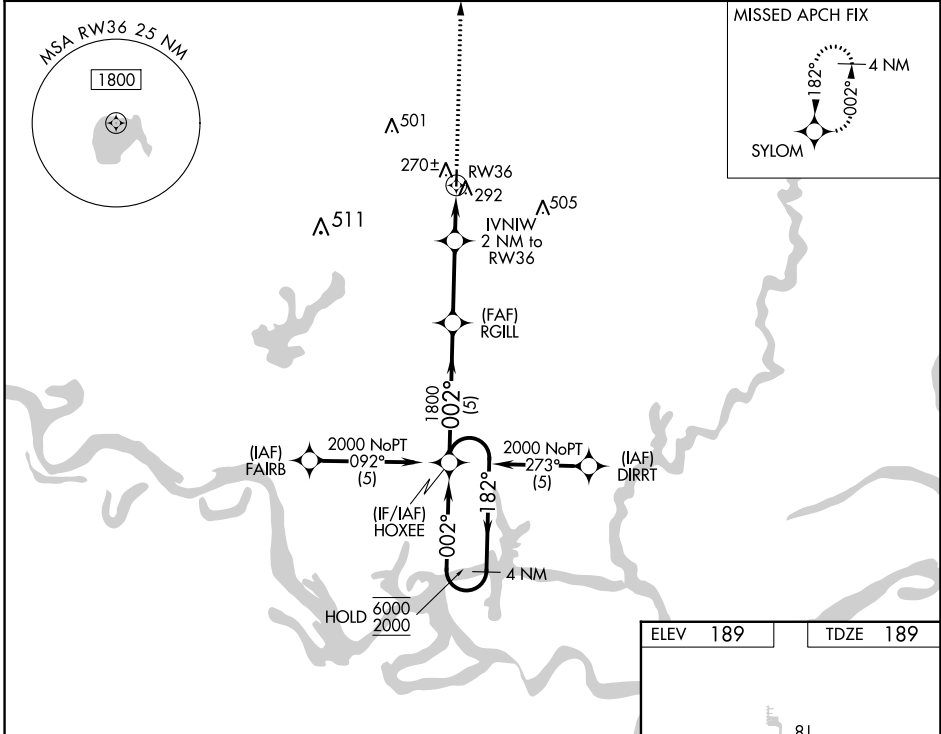 MSA RW36 25 NM
1800
MISSED APCH FIX
182°
002°
4 NM
SYLOM
501
270±
RW36
292
505
511
IVNIW
2 NM to
RW36
(FAF)
RGILL
1800
002°
(5)
(IAF)
FAIRB
2000 NoPT
092°
(5)
2000 NoPT
273°
(5)
(IAF)
DIRRT
(IF/IAF)
HOXEE
002°
182°
4 NM
HOLD
6000
2000
ELEV 189
TDZE 189